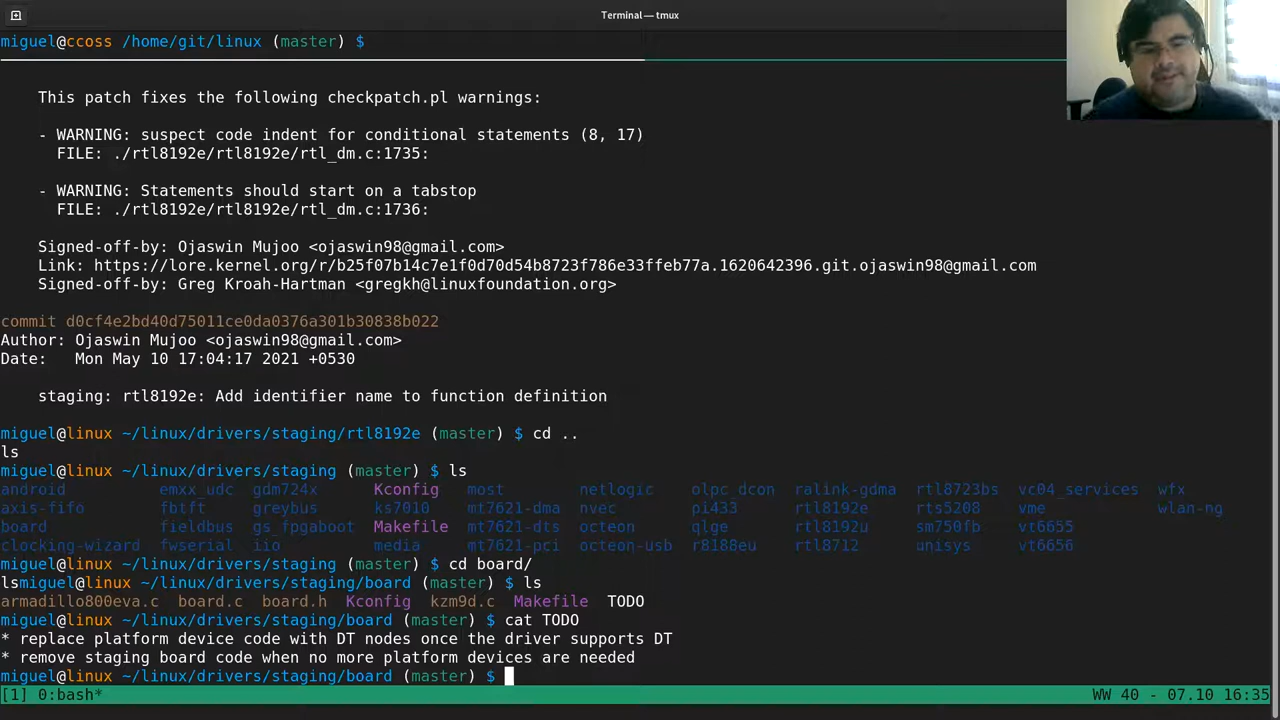 Terminal — tmux
miguel@ccoss /home/git/linux (master) $
This patch fixes the following checkpatch.pl warnings:
- WARNING: suspect code indent for conditional statements (8, 17)
FILE: ./rtl8192e/rtl8192e/rtl_dm.c:1735:
- WARNING: Statements should start on a tabstop
FILE: ./rtl8192e/rtl8192e/rtl_dm.c:1736:
Signed-off-by: Ojaswin Mujoo <ojaswin98@gmail.com>
Link: https://lore.kernel.org/r/b25f07b14c7e1f0d70d54b8723f786e33ffeb77a.1620642396.git.ojaswin98@gmail.com
Signed-off-by: Greg Kroah-Hartman <gregkh@linuxfoundation.org>
commit d0cf4e2bd40d75011ce0da0376a301b30838b022
Author: Ojaswin Mujoo <ojaswin98@gmail.com>
Date:   Mon May 10 17:04:17 2021 +0530
staging: rtl8192e: Add identifier name to function definition
miguel@linux ~/linux/drivers/staging/rtl8192e (master) $ cd ..
ls
miguel@linux ~/linux/drivers/staging (master) $ ls
android emxx_udc gdm724x Kconfig most netlogic olpc_dcon ralink-gdma rtl8723bs vc04_services wfx
axis-fifo fbtft greybus ks7010 mt7621-dma nvec pi433 rtl8192e rts5208 vme wlan-ng
board fieldbus gs_fpgaboot Makefile mt7621-dts octeon qlge rtl8192u sm750fb vt6655
clocking-wizard fwserial iio media mt7621-pci octeon-usb r8188eu rtl8712 unisys vt6656
miguel@linux ~/linux/drivers/staging (master) $ cd board/
lsmiguel@linux ~/linux/drivers/staging/board (master) $ ls
armadillo800eva.c board.c board.h Kconfig kzm9d.c Makefile TODO
miguel@linux ~/linux/drivers/staging/board (master) $ cat TODO
* replace platform device code with DT nodes once the driver supports DT
* remove staging board code when no more platform devices are needed
miguel@linux ~/linux/drivers/staging/board (master) $
[1] 0:bash* WW 40 - 07.10 16:35